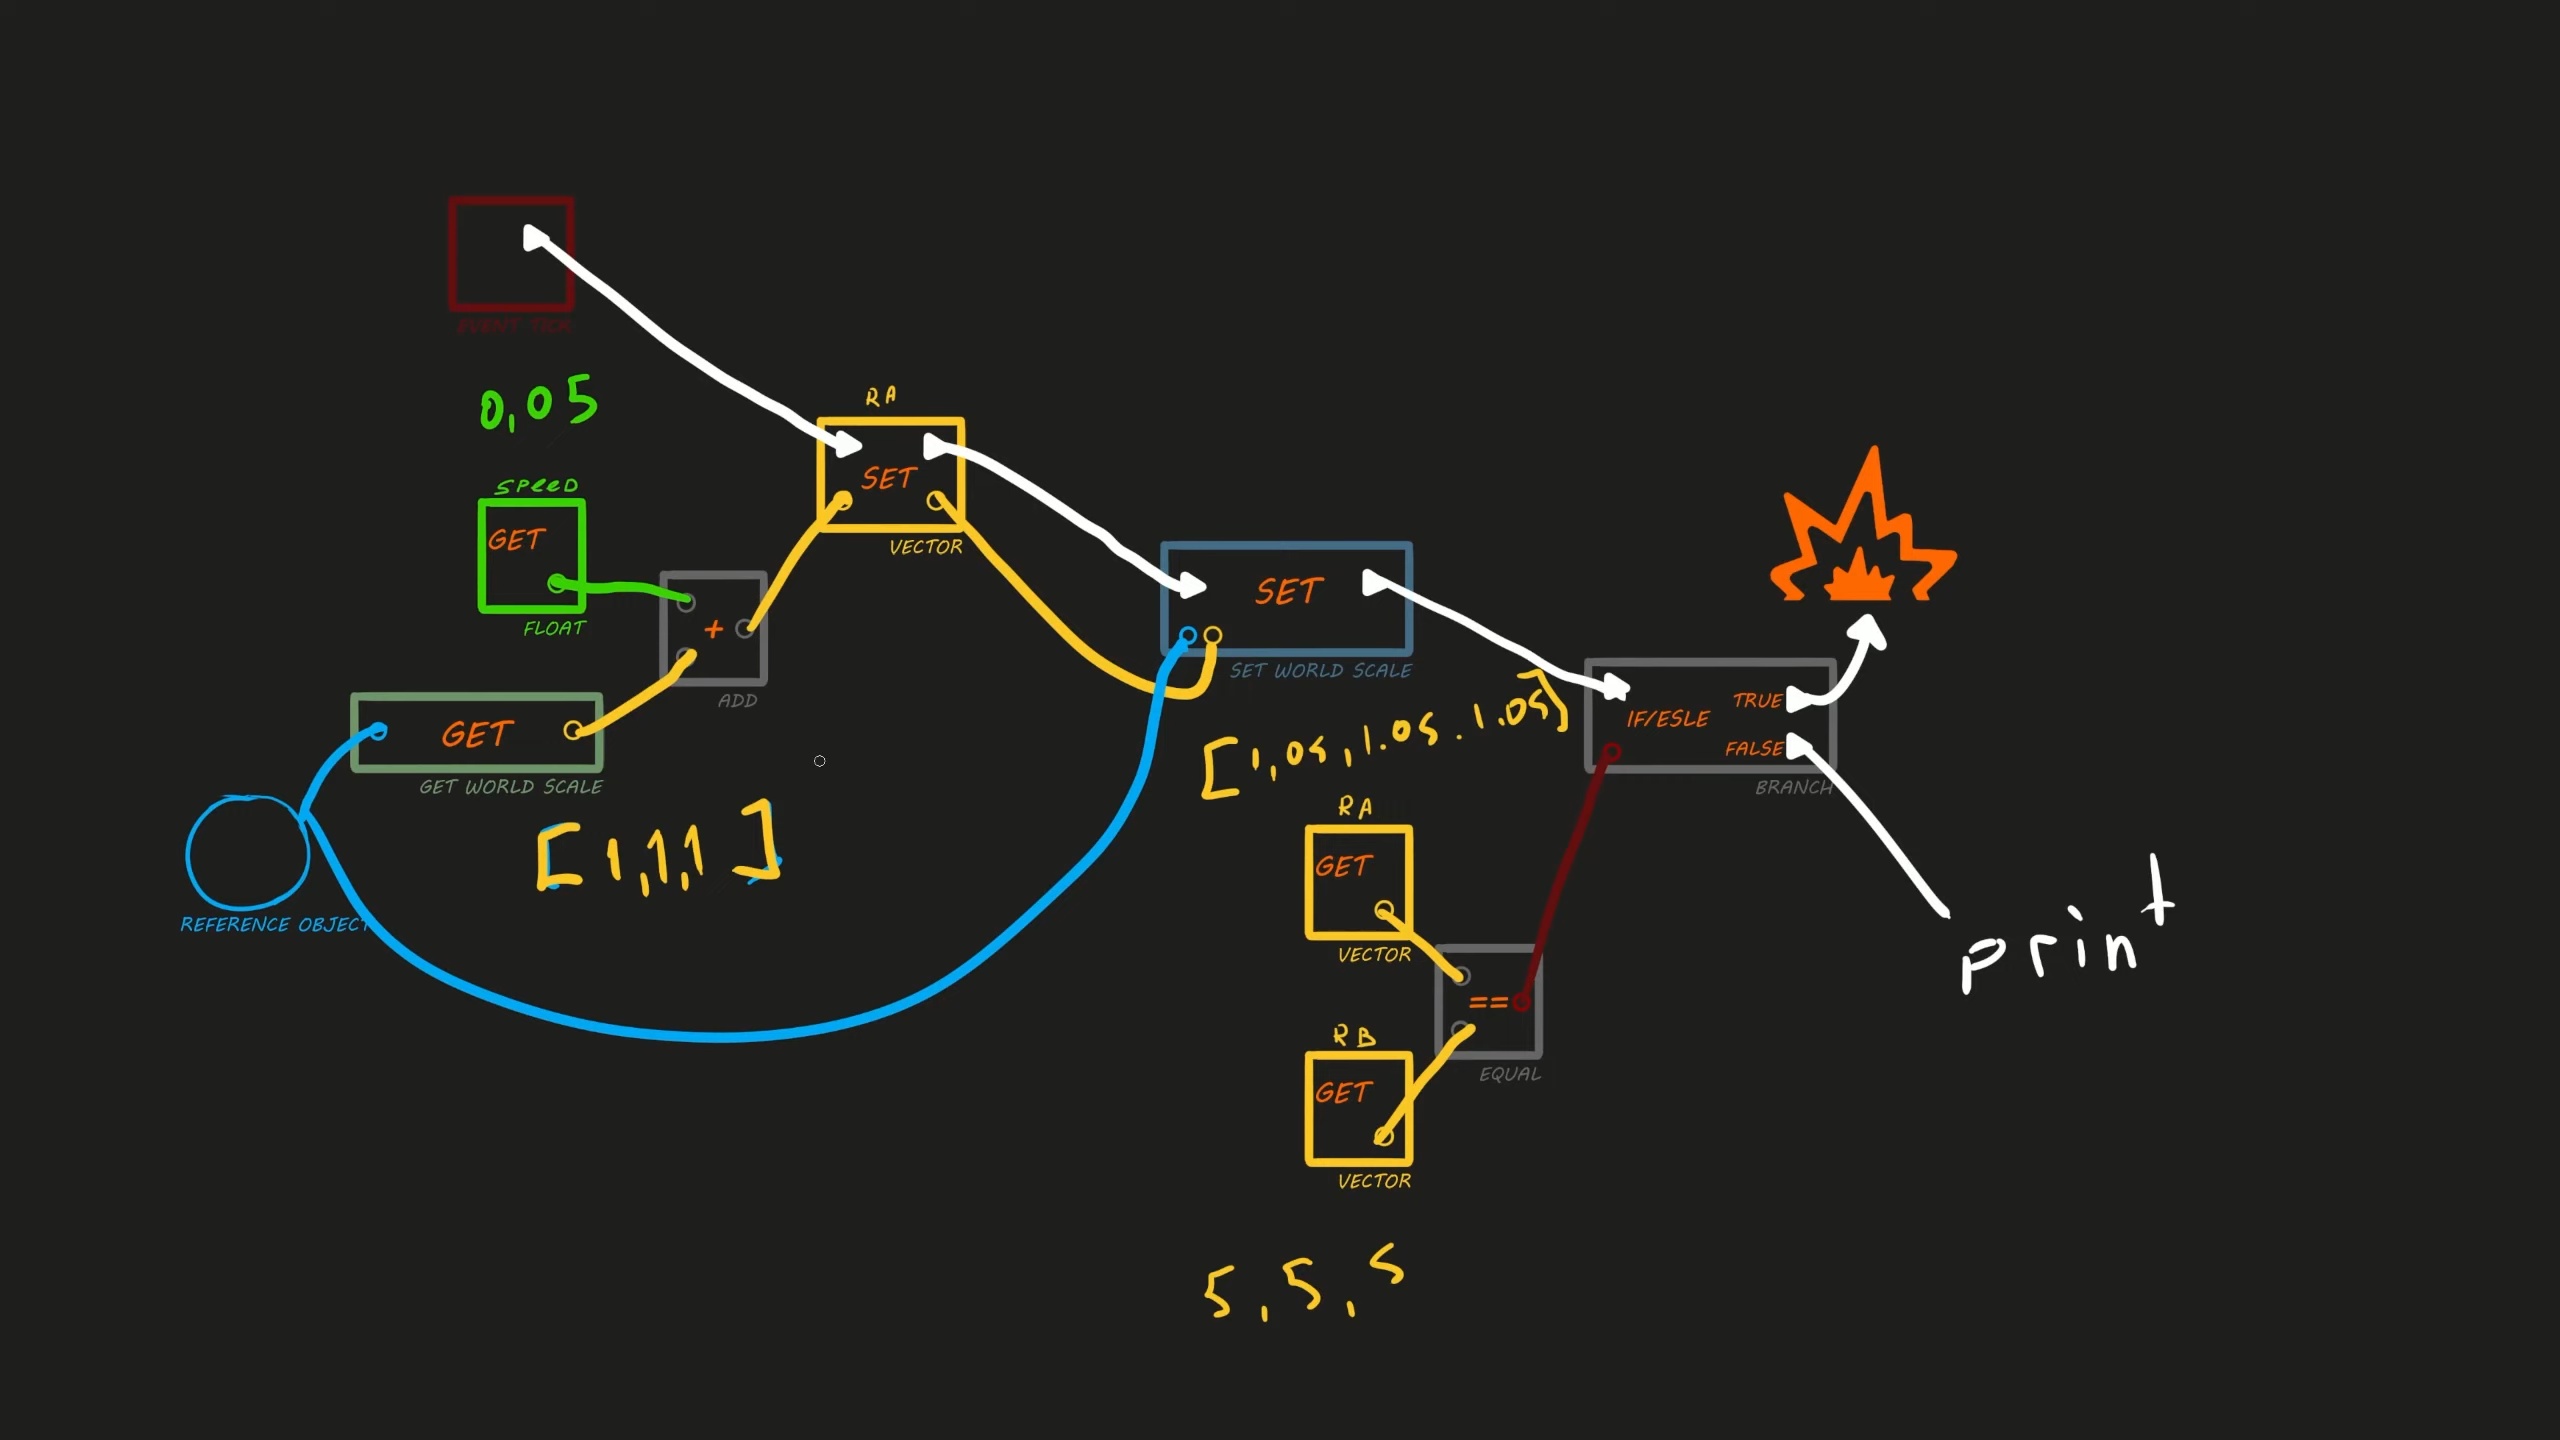 EVENT TICK
0,05
SPEED
GET
FLOAT
RA
SET
VECTOR
+
ADD
GET
GET WORLD SCALE
REFERENCE OBJECT
[1,1,1]
SET
SET WORLD SCALE
[1,05,1.05.1.05]
IF/ESLE
TRUE
FALSE
BRANCH
RA
GET
VECTOR
==
EQUAL
RB
GET
VECTOR
5,5,5
print